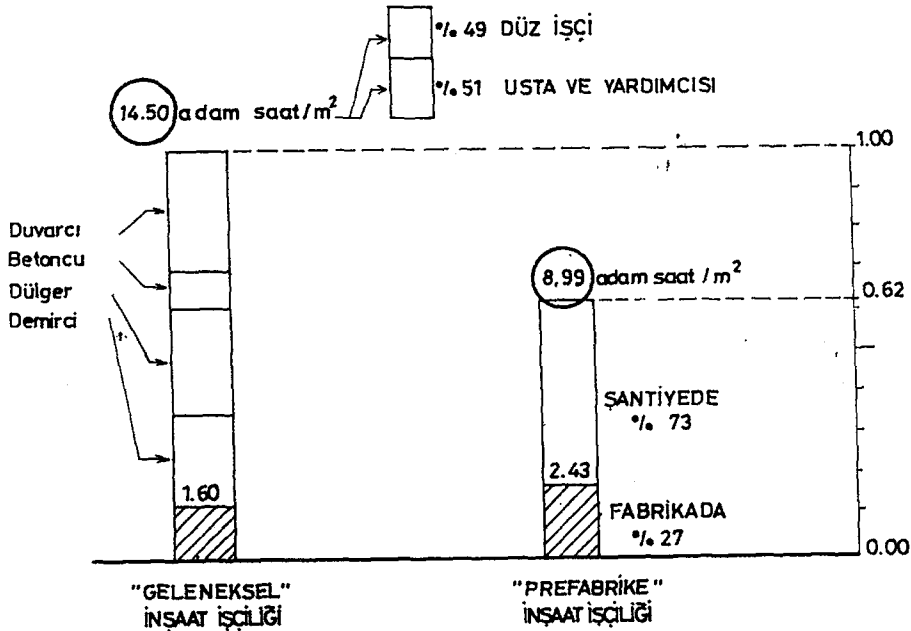 %49 DÜZ İŞÇİ
%51 USTA VE YARDIMCISI
14.50 adam saat/m²
1.00
Duvarcı
Betoncu
Dülger
Demirci
8,99 adam saat/m²
0.62
ŞANTİYEDE
% 73
1.60
2.43
FABRİKADA
% 27
0.00
"GELENEKSEL"
İNŞAAT İŞÇİLİĞİ
"PREFABRİKE"
İNŞAAT İŞÇİLİĞİ